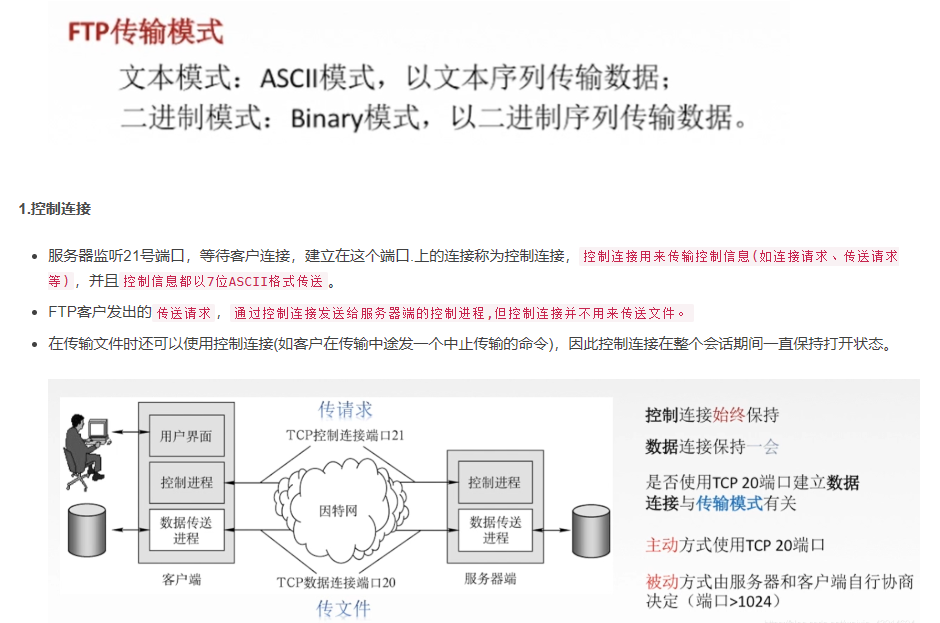 FTP传输模式
文本模式：ASCII模式，以文本序列传输数据；
二进制模式：Binary模式，以二进制序列传输数据。
1.控制连接
服务器监听21号端口，等待客户连接，建立在这个端口.上的连接称为控制连接，控制连接用来传输控制信息(如连接请求、传送请求
等)，并且控制信息都以7位ASCII格式传送。
FTP客户发出的传送请求，通过控制连接发送给服务器端的控制进程,但控制连接并不用来传送文件。
在传输文件时还可以使用控制连接(如客户在传输中途发一个中止传输的命令)，因此控制连接在整个会话期间一直保持打开状态。
传请求
TCP控制连接端口21
用户界面
控制进程
数据传送
进程
客户端
因特网
控制进程
数据传送
进程
服务器端
TCP数据连接端口20
传文件
控制连接始终保持
数据连接保持一会
是否使用TCP 20端口建立数据
连接与传输模式有关
主动方式使用TCP 20端口
被动方式由服务器和客户端自行协商
决定（端口>1024）